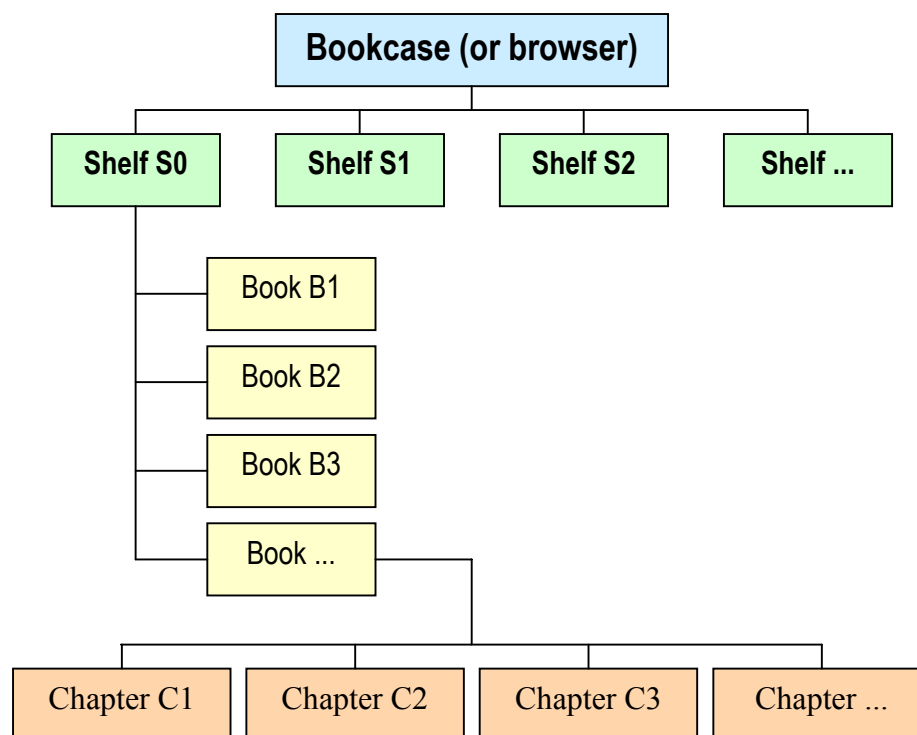 Bookcase (or browser)
Shelf S0
Shelf S1
Shelf S2
Shelf ...
Book B1
Book B2
Book B3
Book ...
Chapter C1
Chapter C2
Chapter C3
Chapter ...